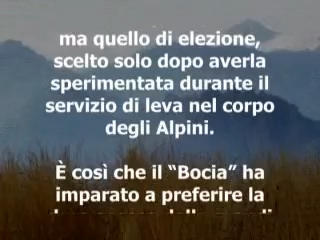 ma quello di elezione,
scelto solo dopo averla
sperimentata durante il
servizio di leva nel corpo
degli Alpini.
È così che il “Bocia” ha
imparato a preferire la